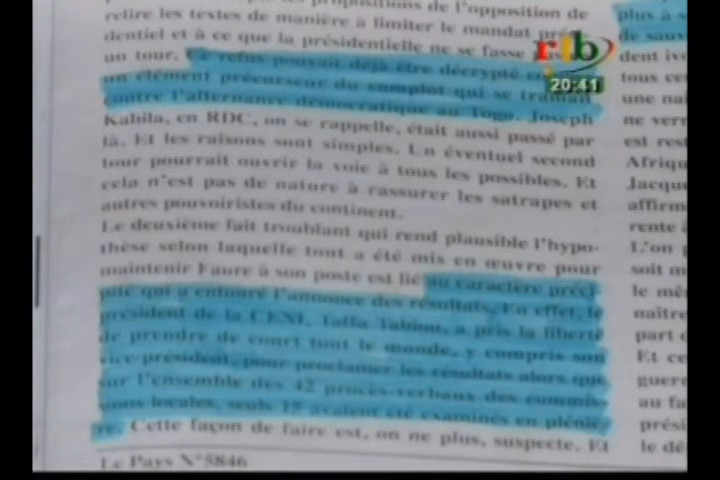 propositions de l'opposition de
relire les textes de manière à limiter le mandat
dentiel et à ce que la présidentielle ne se fasse
un tour. Ce refus pouvait déjà être décrypté
un élément précurseur du complot qui se tramait
contre l'alternance démocratique au Togo. Joseph
Kabila, en RDC, on se rappelle, était aussi passé par
là. Et les raisons sont simples. Un éventuel second
tour pourrait ouvrir la voie à tous les possibles. Et
cela n'est pas de nature à rassurer les satrapes et
autres pouvoiristes du continent.
Le deuxième fait troublant qui rend plausible l'hypo-
thèse selon laquelle tout a été mis en œuvre pour
maintenir Faure à son poste est lié au caractère préci-
pité qui a entouré l'annonce des résultats. En effet, le
président de la CENI, Taffa Tabiou, a pris la liberté
de prendre de court tout le monde, y compris son
vice-président, pour proclamer les résultats alors que
sur l'ensemble des 42 procès-verbaux des commis-
sions locales, seuls 15 avaient été examinés en pléniè-
re. Cette façon de faire est, on ne plus, suspecte. Et
Le Pays N°5846
plus à s
de sauv
dent ivo
tous ce
une nai
ne verr
est rest
Afriqu
Jacque
affirm
rente
L'on p
soit m
le mê
naître
part d
Et ce
guerr
au fa
prési
le dé
rtb
20:41